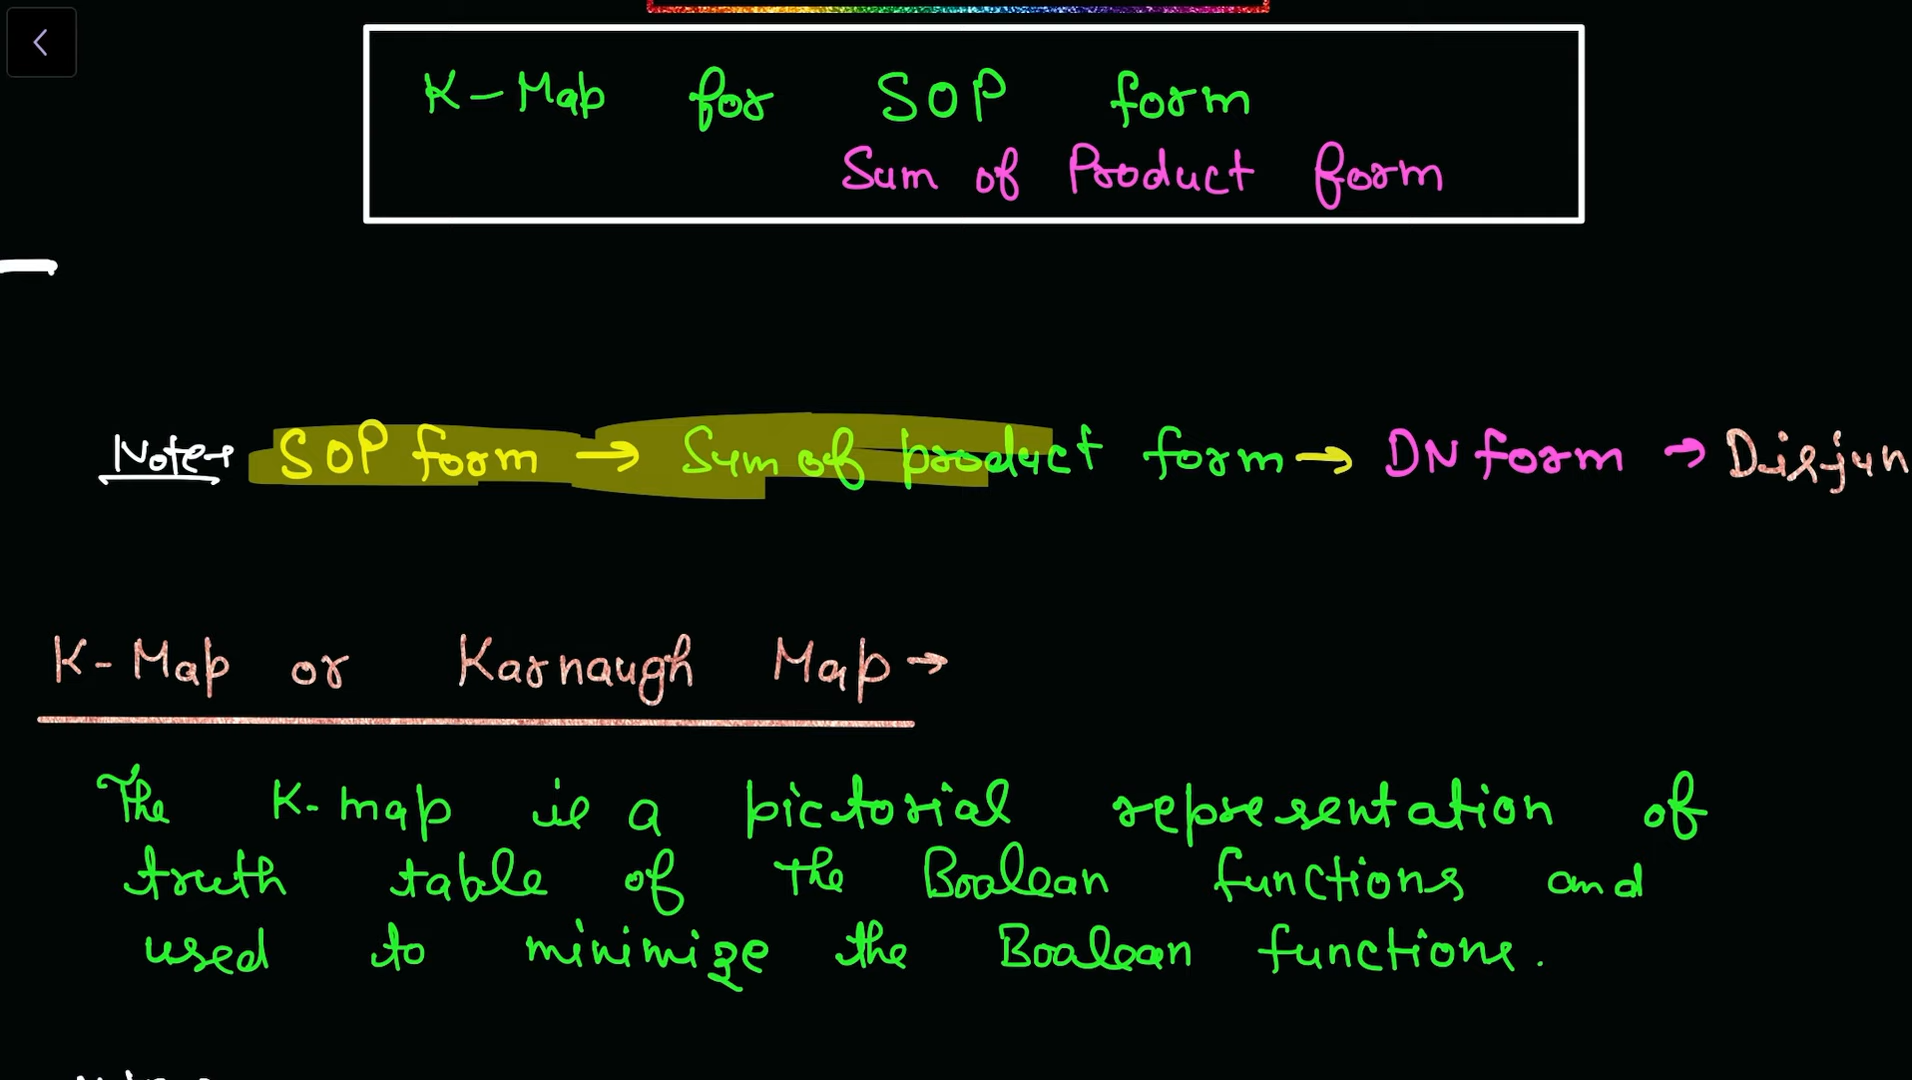 K-Map for SOP form
Sum of Product form
Note→ SOP form → Sum of product form → DN form → Disjun
K-Map or Karnaugh Map →
The K-map is a pictorial representation of
truth table of the Boolean functions and
used to minimize the Boolean functions.